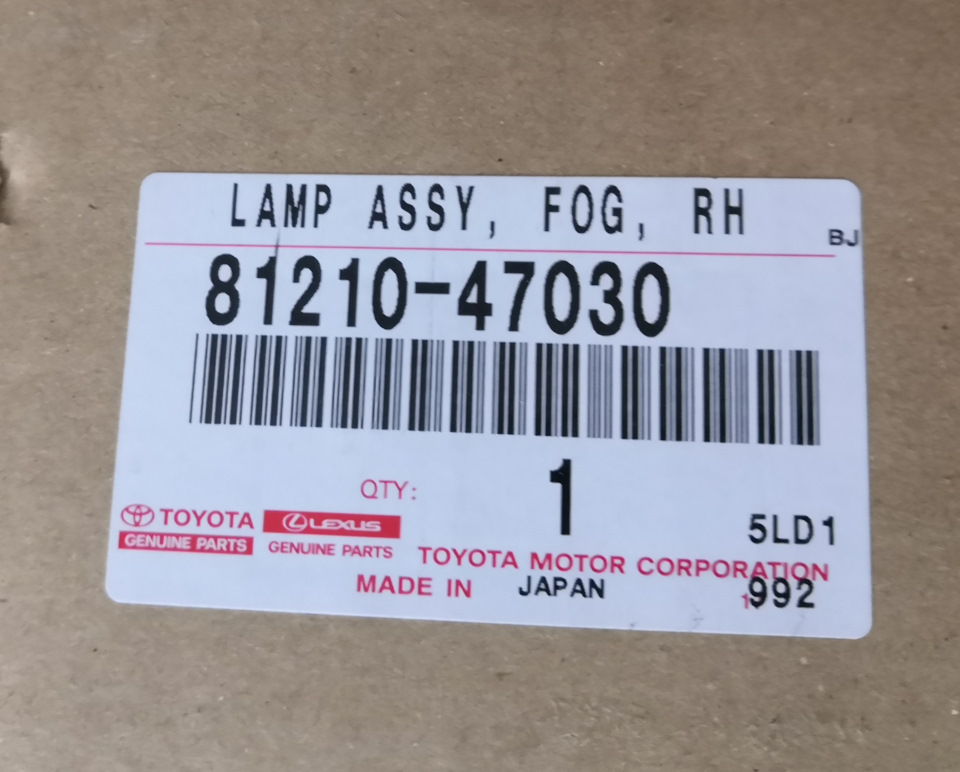 LAMP ASSY, FOG, RH
BJ
81210-47030
QTY: 1
TOYOTA LEXUS 5LD1
GENUINE PARTS GENUINE PARTS
TOYOTA MOTOR CORPORATION
MADE IN JAPAN 992